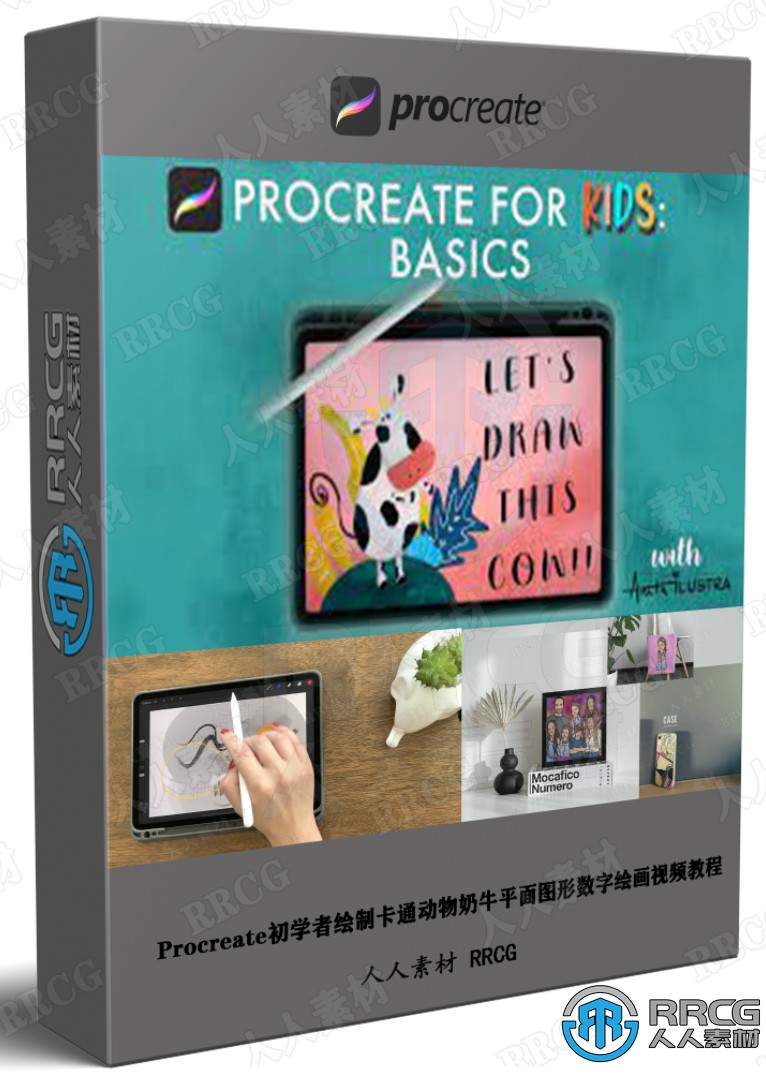 procreate
PROCREATE FOR KIDS:
BASICS
LET'S
DRAW
THIS
COW!!
with
RRCG
人人素材
CASE
Mocafico
Numero
Procreate初学者绘制卡通动物奶牛平面图形数字绘画视频教程
人人素材 RRCG
RRCG
人人素材